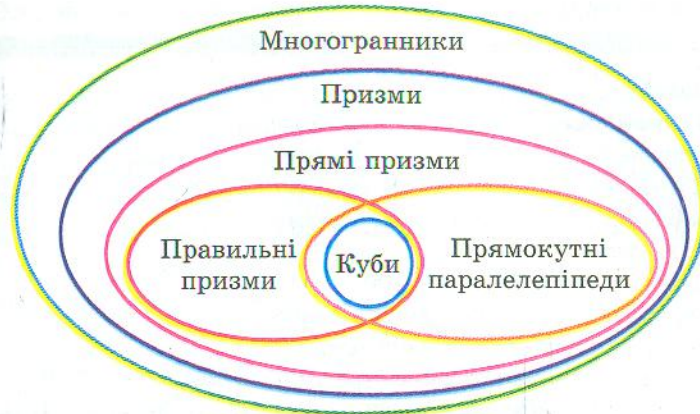 Многогранники
Призми
Прямі призми
Правильні
призми
Куби
Прямокутні
паралелепіпеди